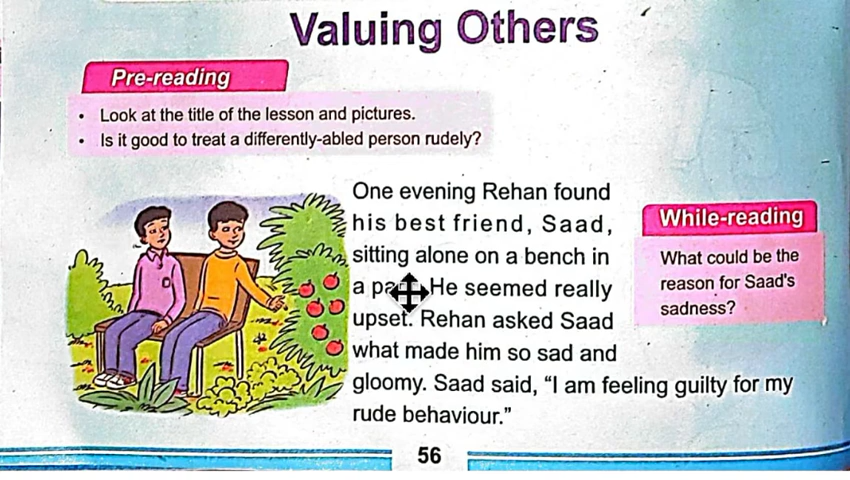 Valuing Others
Pre-reading
• Look at the title of the lesson and pictures.
• Is it good to treat a differently-abled person rudely?
One evening Rehan found
his best friend, Saad,
sitting alone on a bench in
a He seemed really
upset. Rehan asked Saad
what made him so sad and
gloomy. Saad said, “I am feeling guilty for my
rude behaviour.”
While-reading
What could be the
reason for Saad's
sadness?
56